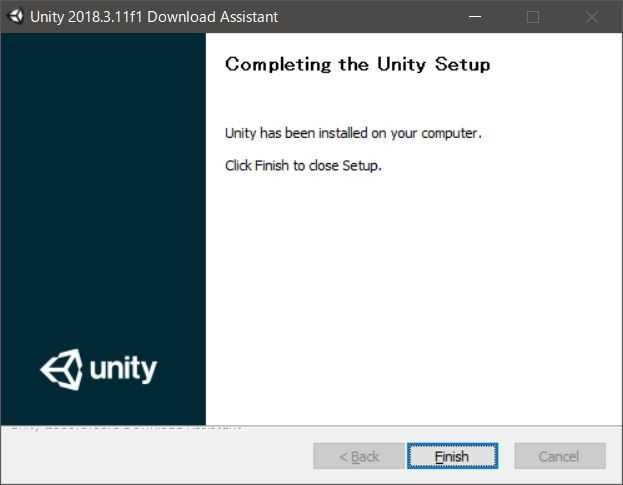 Unity 2018.3.11f1 Download Assistant
Completing the Unity Setup
Unity has been installed on your computer.
Click Finish to close Setup.
unity
< Back
Finish
Cancel